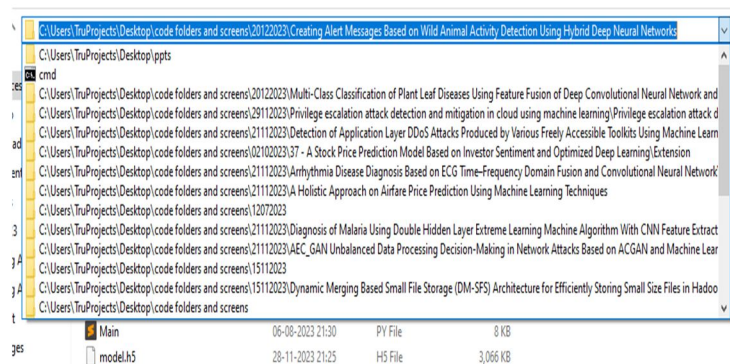 C:\Users\TruProjects\Desktop\code folders and screens\20122023\Creating Alert Messages Based on Wild Animal Activity Detection Using Hybrid Deep Neural Networks
C:\Users\TruProjects\Desktop\ppts
cmd
C:\Users\TruProjects\Desktop\code folders and screens\20122023\Multi-Class Classification of Plant Leaf Diseases Using Feature Fusion of Deep Convolutional Neural Network and
C:\Users\TruProjects\Desktop\code folders and screens\29112023\Privilege escalation attack detection and mitigation in cloud using machine learning\Privilege escalation attack d
C:\Users\TruProjects\Desktop\code folders and screens\21112023\Detection of Application Layer DDoS Attacks Produced by Various Freely Accessible Toolkits Using Machine Learn
C:\Users\TruProjects\Desktop\code folders and screens\02102023\37 - A Stock Price Prediction Model Based on Investor Sentiment and Optimized Deep Learning\Extension
C:\Users\TruProjects\Desktop\code folders and screens\21112023\Arrhythmia Disease Diagnosis Based on ECG Time–Frequency Domain Fusion and Convolutional Neural Network\
C:\Users\TruProjects\Desktop\code folders and screens\21112023\A Holistic Approach on Airfare Price Prediction Using Machine Learning Techniques
C:\Users\TruProjects\Desktop\code folders and screens\12072023
C:\Users\TruProjects\Desktop\code folders and screens\21112023\Diagnosis of Malaria Using Double Hidden Layer Extreme Learning Machine Algorithm With CNN Feature Extract
C:\Users\TruProjects\Desktop\code folders and screens\21112023\AEC_GAN Unbalanced Data Processing Decision-Making in Network Attacks Based on ACGAN and Machine Lear
C:\Users\TruProjects\Desktop\code folders and screens\15112023
C:\Users\TruProjects\Desktop\code folders and screens\15112023\Dynamic Merging Based Small File Storage (DM-SFS) Architecture for Efficiently Storing Small Size Files in Hadoo
C:\Users\TruProjects\Desktop\code folders and screens
Main 06-08-2023 21:30 PY File 8 KB
model.h5 28-11-2023 21:25 H5 File 3,066 KB